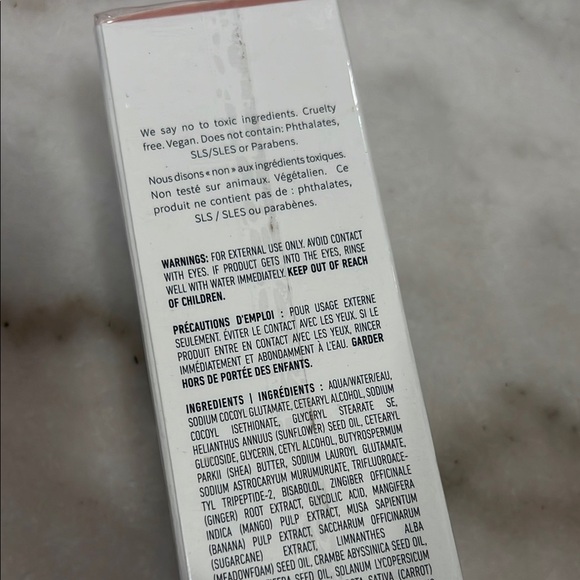 We say no to toxic ingredients. Cruelty
free. Vegan. Does not contain: Phthalates,
SLS/SLES or Parabens.
Nous disons « non » aux ingrédients toxiques.
Non testé sur animaux. Végétalien. Ce
produit ne contient pas de : phthalates,
SLS / SLES ou parabènes.
WARNINGS: FOR EXTERNAL USE ONLY. AVOID CONTACT
WITH EYES. IF PRODUCT GETS INTO THE EYES, RINSE
WELL WITH WATER IMMEDIATELY. KEEP OUT OF REACH
OF CHILDREN.
PRÉCAUTIONS D'EMPLOI : POUR USAGE EXTERNE
SEULEMENT. ÉVITER LE CONTACT AVEC LES YEUX. SI LE
PRODUIT ENTRE EN CONTACT AVEC LES YEUX, RINCER
IMMÉDIATEMENT ET ABONDAMMENT À L'EAU. GARDER
HORS DE PORTÉE DES ENFANTS.
INGREDIENTS | INGRÉDIENTS : AQUA/WATER/EAU,
SODIUM COCOYL GLUTAMATE, CETEARYL ALCOHOL, SODIUM
COCOYL ISETHIONATE, GLYCERYL STEARATE SE,
HELIANTHUS ANNUUS (SUNFLOWER) SEED OIL, CETEARYL
GLUCOSIDE, GLYCERIN, CETYL ALCOHOL, BUTYROSPERMUM
PARKII (SHEA) BUTTER, SODIUM LAUROYL GLUTAMATE,
SODIUM ASTROCARYUM MURUMURUATE, TRIFLUOROACE-
TYL TRIPEPTIDE-2, BISABOLOL, ZINGIBER OFFICINALE
(GINGER) ROOT EXTRACT, GLYCOLIC ACID, MANGIFERA
INDICA (MANGO) PULP EXTRACT, MUSA SAPIENTUM
(BANANA) PULP EXTRACT, SACCHARUM OFFICINARUM
(SUGARCANE) EXTRACT, LIMNANTHES ALBA
(MEADOWFOAM) SEED OIL, CRAMBE ABYSSINICA SEED OIL,
SEED OIL, SOLANUM LYCOPERSICUM
SATIVA (CARROT)